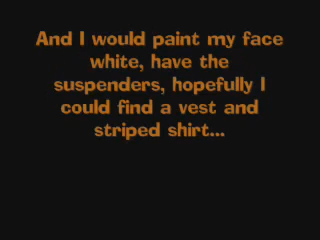 And I would paint my face
white, have the
suspenders, hopefully I
could find a vest and
striped shirt...